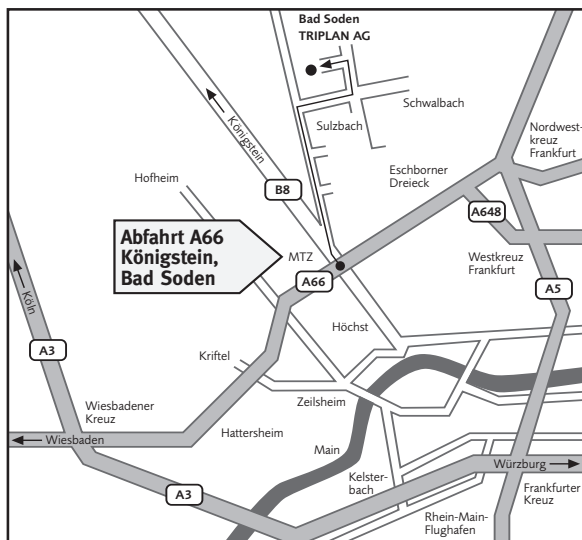 Bad Soden
TRIPLAN AG
Schwalbach
Sulzbach
Königstein
Nordwest-
kreuz
Frankfurt
Eschborner
Dreieck
Hofheim
B8
A648
Abfahrt A66
Königstein,
Bad Soden
MTZ
Westkreuz
Frankfurt
A66
A5
Köln
Höchst
A3
Kriftel
Zeilsheim
Wiesbadener
Kreuz
Hattersheim
Wiesbaden
Main
Würzburg
Kelster-
bach
A3
Frankfurter
Kreuz
Rhein-Main-
Flughafen